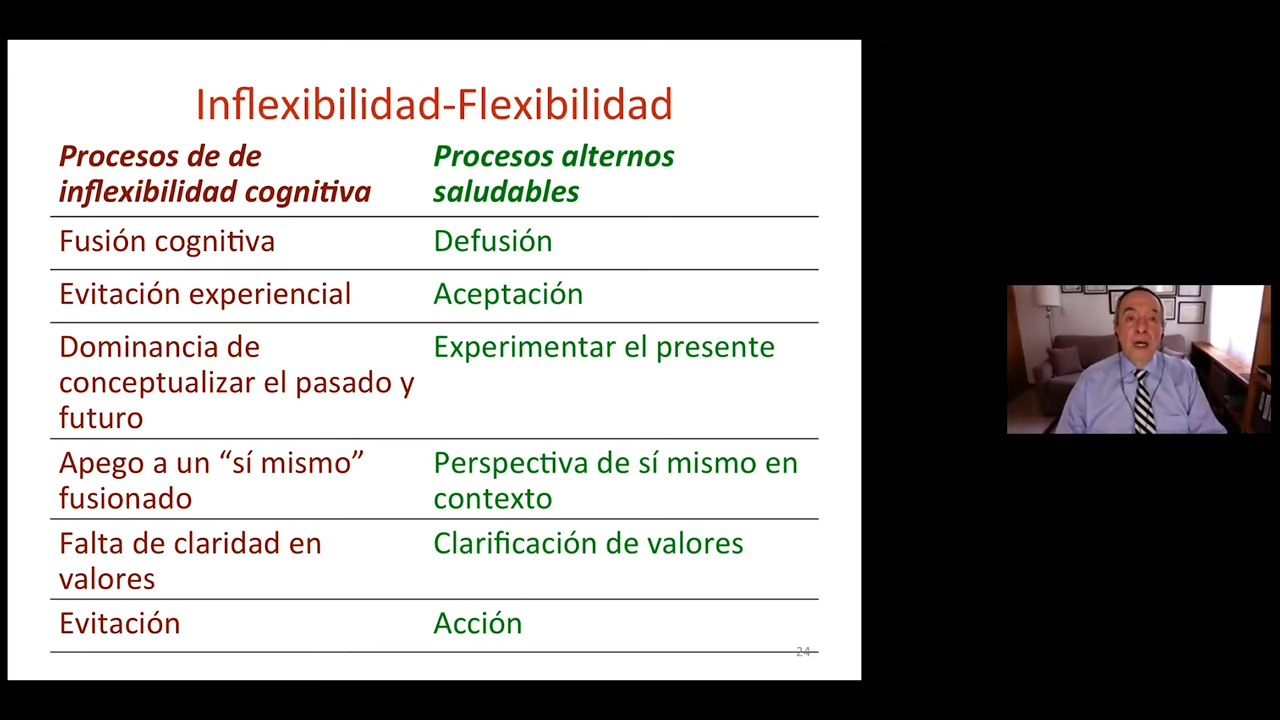 Inflexibilidad-Flexibilidad
Procesos de de
inflexibilidad cognitiva
Procesos alternos
saludables
Fusión cognitiva
Defusión
Evitación experiencial
Aceptación
Dominancia de
conceptualizar el pasado y
futuro
Experimentar el presente
Apego a un “sí mismo”
fusionado
Perspectiva de sí mismo en
contexto
Falta de claridad en
valores
Clarificación de valores
Evitación
Acción
24